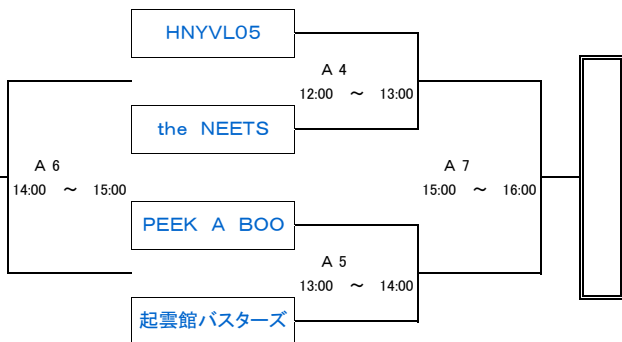 HNYVL05
A 4
12:00 ～ 13:00
the NEETS
A 6
14:00 ～ 15:00
A 7
15:00 ～ 16:00
PEEK A BOO
A 5
13:00 ～ 14:00
起雲館バスターズ